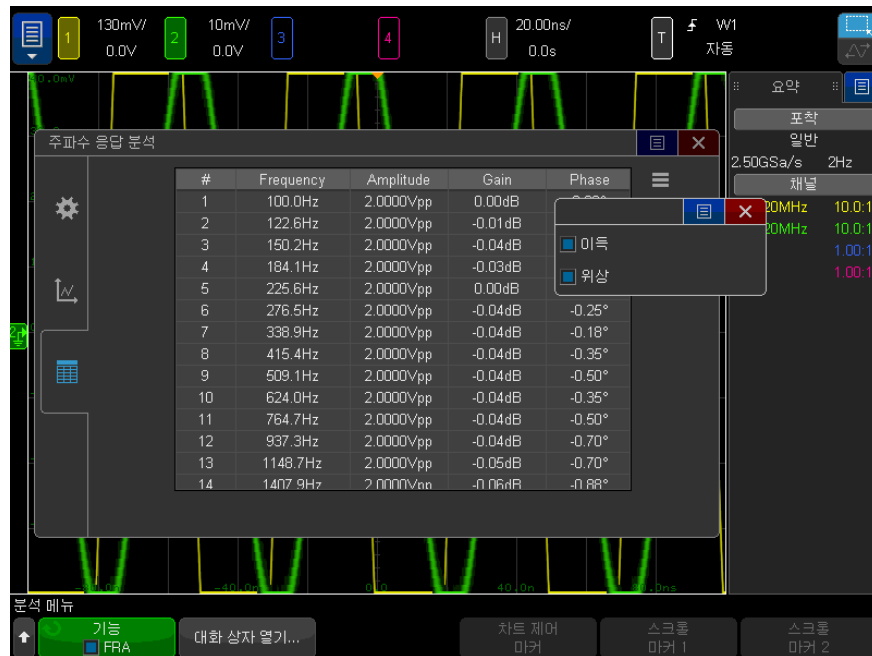 1 130mV/ 2 10mV/ 3 4 H 20.00ns/ T W1
0.0V 0.0V 0.0s 자동
요약
포착
일반
2.50GSa/s 2Hz
채널
20MHz 10.0:1
20MHz 10.0:1
1.00:1
1.00:1
주파수 응답 분석
# Frequency Amplitude Gain Phase
1 100.0Hz 2.0000Vpp 0.00dB
2 122.6Hz 2.0000Vpp -0.01dB
3 150.2Hz 2.0000Vpp -0.04dB
4 184.1Hz 2.0000Vpp -0.03dB
5 225.6Hz 2.0000Vpp 0.00dB
6 276.5Hz 2.0000Vpp -0.04dB -0.25°
7 338.9Hz 2.0000Vpp -0.04dB -0.18°
8 415.4Hz 2.0000Vpp -0.04dB -0.35°
9 509.1Hz 2.0000Vpp -0.04dB -0.50°
10 624.0Hz 2.0000Vpp -0.04dB -0.35°
11 764.7Hz 2.0000Vpp -0.04dB -0.50°
12 937.3Hz 2.0000Vpp -0.04dB -0.70°
13 1148.7Hz 2.0000Vpp -0.05dB -0.70°
14 1407.9Hz 2.0000Vpp -0.06dB -0.88°
이득
위상
분석 메뉴
기능
FRA
대화 상자 열기...
차트 제어
마커
스크롤
마커 1
스크롤
마커 2